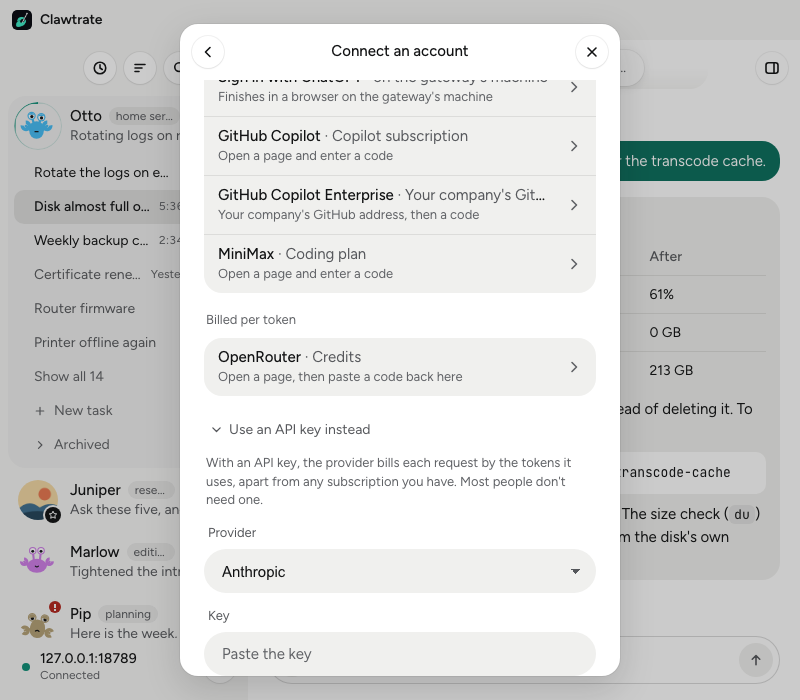 Clawtrate
Connect an account
Finishes in a browser on the gateway's machine
GitHub Copilot · Copilot subscription
Open a page and enter a code
GitHub Copilot Enterprise · Your company's Git...
Your company's GitHub address, then a code
MiniMax · Coding plan
Open a page and enter a code
Billed per token
OpenRouter · Credits
Open a page, then paste a code back here
Use an API key instead
With an API key, the provider bills each request by the tokens it
uses, apart from any subscription you have. Most people don't
need one.
Provider
Anthropic
Key
Paste the key
Otto home ser...
Rotating logs on
Rotate the logs on e...
Disk almost full o... 5:36
Weekly backup c... 2:34
Certificate rene... Yeste
Router firmware
Printer offline again
Show all 14
+ New task
Archived
Juniper rese...
Ask these five, an
Marlow editi...
Tightened the int
Pip planning
Here is the week.
127.0.0.1:18789
Connected
the transcode cache.
After
61%
0 GB
213 GB
ead of deleting it. To
transcode-cache
The size check ( du )
m the disk's own